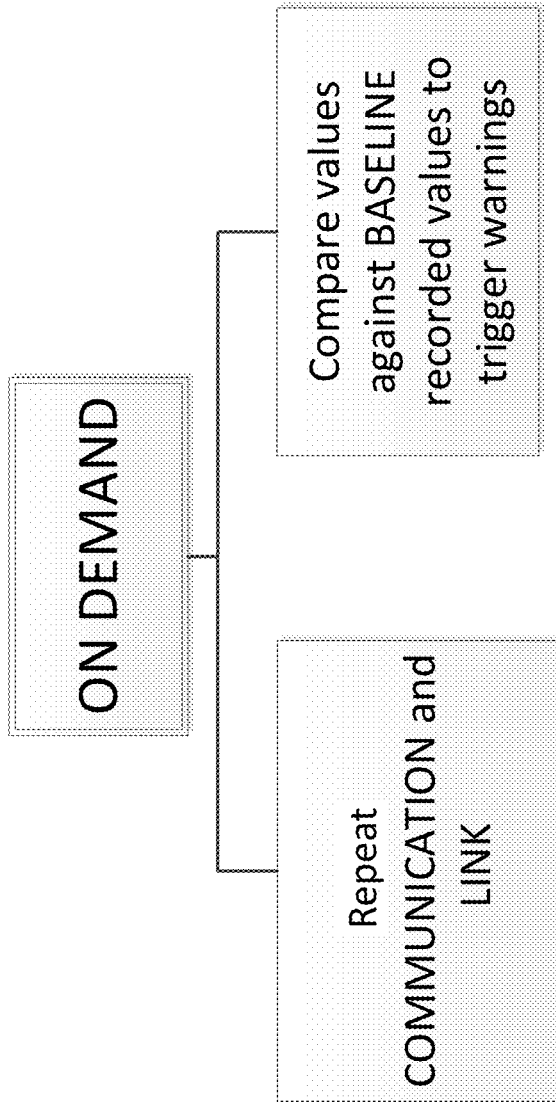 ON DEMAND
Repeat
COMMUNICATION and
LINK
Compare values
against BASELINE
recorded values to
trigger warnings